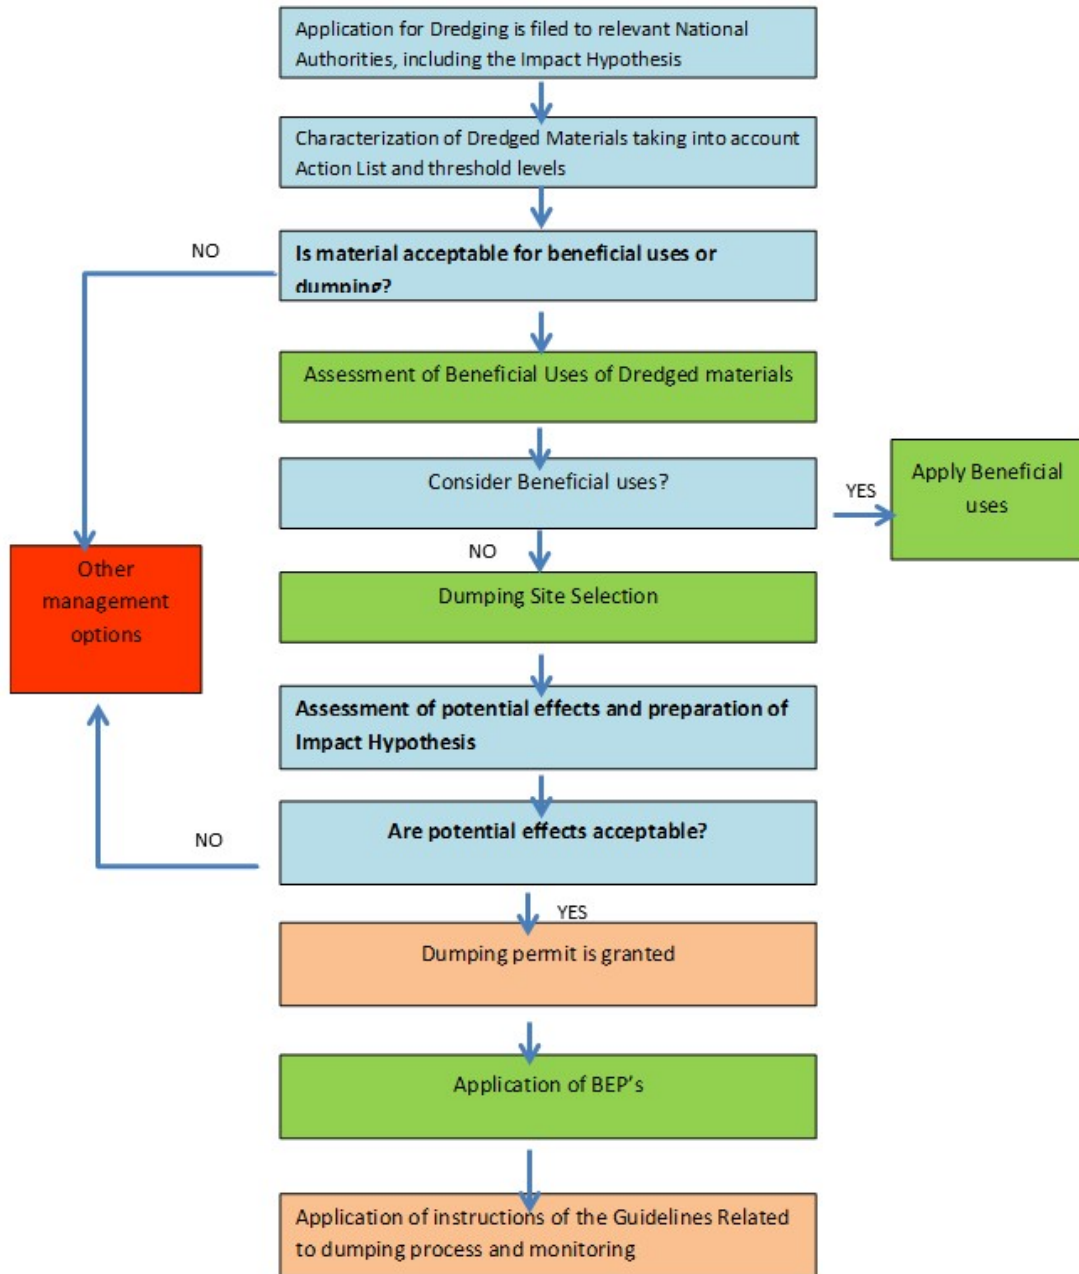 Application for Dredging is filed to relevant National
Authorities, including the Impact Hypothesis
Characterization of Dredged Materials taking into account
Action List and threshold levels
NO
Is material acceptable for beneficial uses or
dumping?
Assessment of Beneficial Uses of Dredged materials
Consider Beneficial uses?
YES
Apply Beneficial
uses
NO
Other
management
options
Dumping Site Selection
Assessment of potential effects and preparation of
Impact Hypothesis
Are potential effects acceptable?
NO
YES
Dumping permit is granted
Application of BEP's
Application of instructions of the Guidelines Related
to dumping process and monitoring